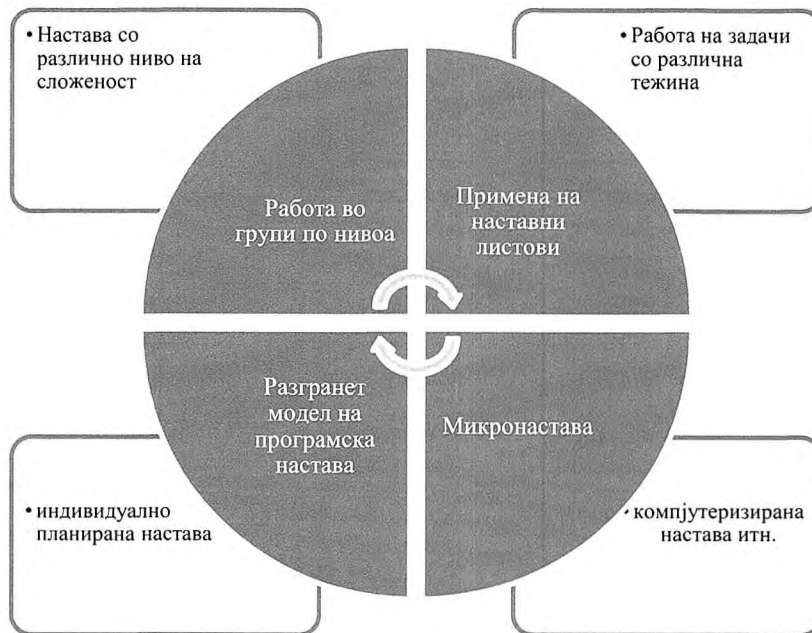 • Настава со
различно ниво на
сложеност
• Работа на задачи
со различна
тежина
Работа во
групи по нивоа
Примена на
наставни
листови
Разгранет
модел на
програмска
настава
Микронастава
• индивидуално
планирана настава
• компјутеризирана
настава итн.